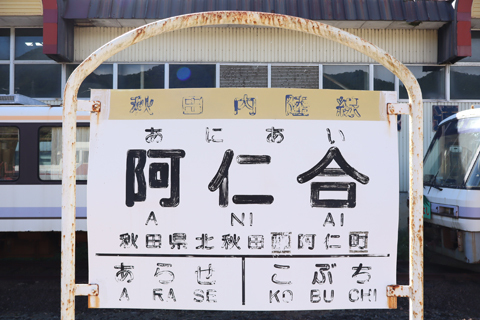 秋田内陸線
あにあい
阿仁合
A NI AI
秋田県北秋田郡阿仁町
あらせ こぶち
A RA SE KO BU CHI